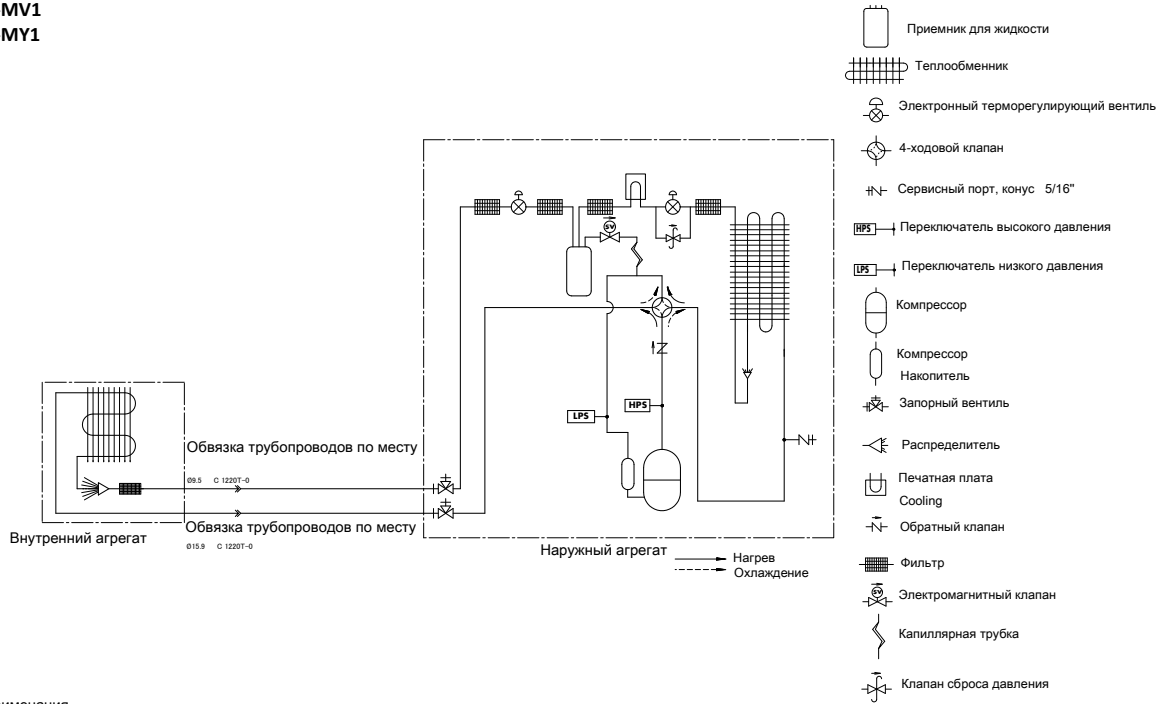 MV1
MY1
Приемник для жидкости
Теплообменник
Электронный терморегулирующий вентиль
4-ходовой клапан
Сервисный порт, конус 5/16"
HPS Переключатель высокого давления
LPS Переключатель низкого давления
Компрессор
Компрессор
Накопитель
Запорный вентиль
Распределитель
Печатная плата
Cooling
Обратный клапан
Фильтр
SV Электромагнитный клапан
Капиллярная трубка
Клапан сброса давления
SV
LPS
HPS
Обвязка трубопроводов по месту
Ø9.5 C 1220T-0
Обвязка трубопроводов по месту
Ø15.9 C 1220T-0
Внутренний агрегат
Наружный агрегат
Нагрев
Охлаждение